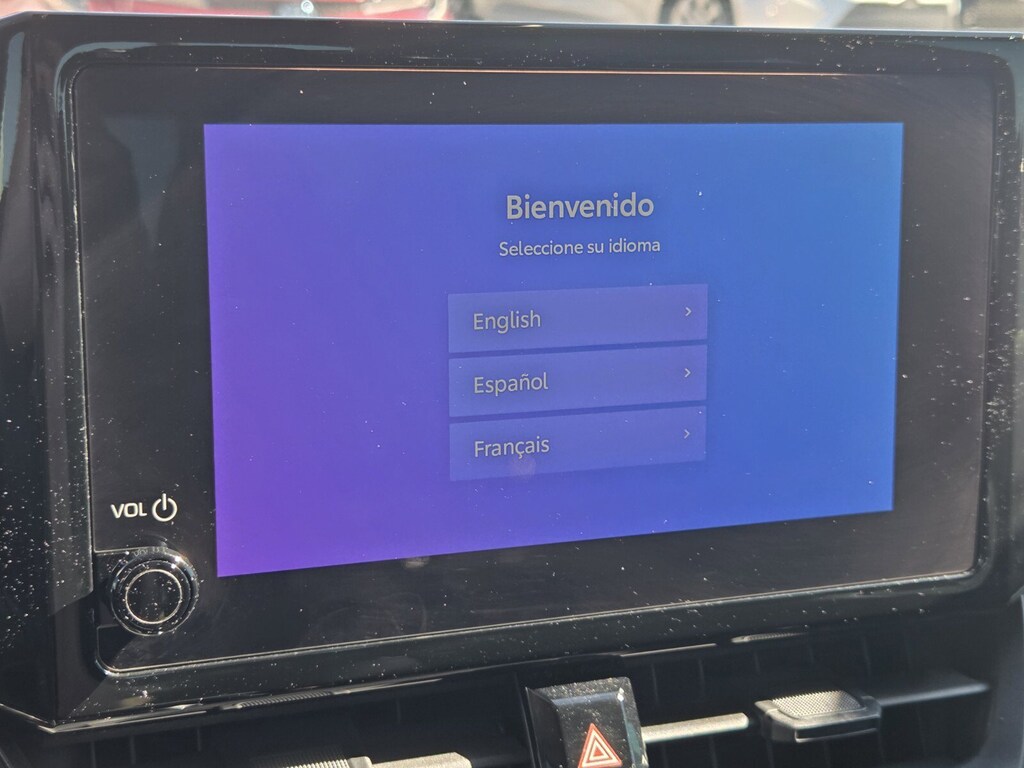 Bienvenido
Seleccione su idioma
English
Español
Français
VOL